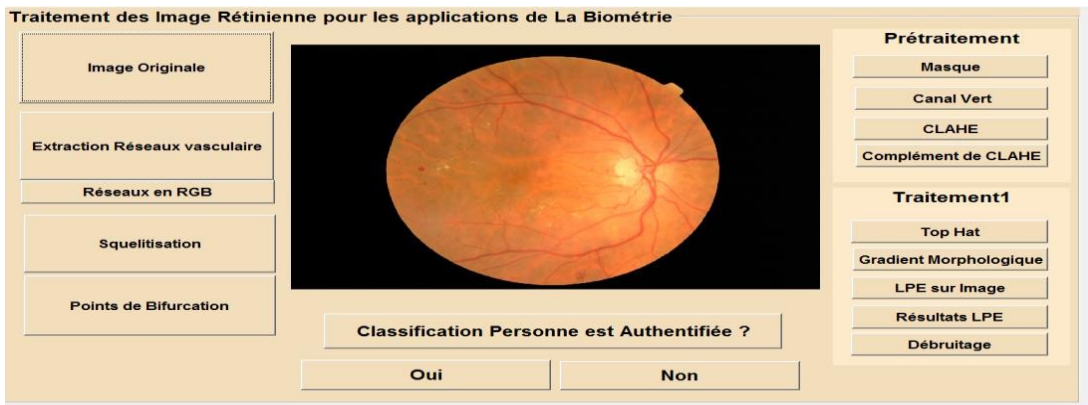 Traitement des Image Rétinienne pour les applications de La Biométrie
Image Originale
Extraction Réseaux vasculaire
Réseaux en RGB
Squelitisation
Points de Bifurcation
Classification Personne est Authentifiée ?
Oui
Non
Prétraitement
Masque
Canal Vert
CLAHE
Complément de CLAHE
Traitement1
Top Hat
Gradient Morphologique
LPE sur Image
Résultats LPE
Débruitage